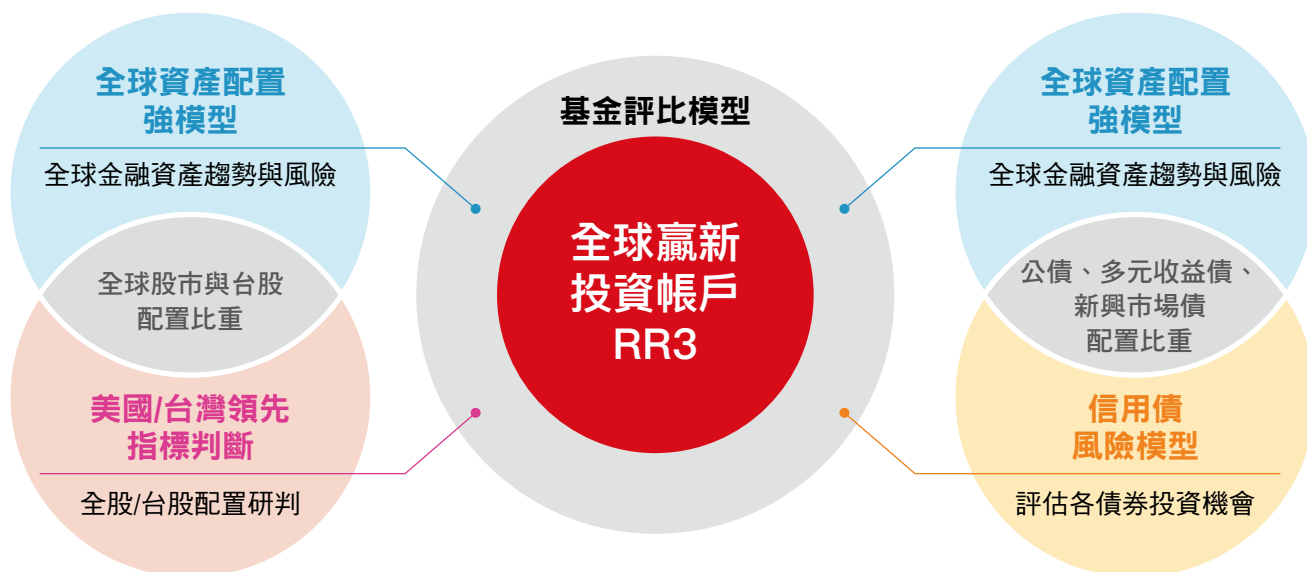 全球資產配置
強模型
全球金融資產趨勢與風險
全球股市與台股
配置比重
美國/台灣領先
指標判斷
全股/台股配置研判
基金評比模型
全球贏新
投資帳戶
RR3
全球資產配置
強模型
全球金融資產趨勢與風險
公債、多元收益債、
新興市場債
配置比重
信用債
風險模型
評估各債券投資機會